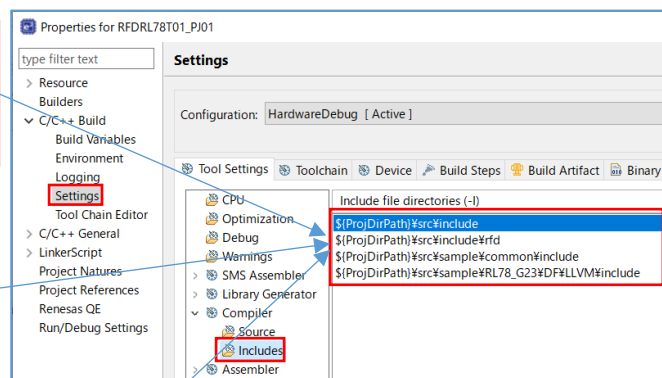 Properties for RFDRL78T01_PJ01
type filter text
Settings
Resource
Builders
C/C++ Build
Build Variables
Environment
Logging
Settings
Tool Chain Editor
C/C++ General
LinkerScript
Project Natures
Project References
Renesas QE
Run/Debug Settings
Configuration: HardwareDebug [ Active ]
Tool Settings Toolchain Device Build Steps Build Artifact Binary
CPU
Optimization
Debug
Warnings
SMS Assembler
Library Generator
Compiler
Source
Includes
Assembler
Include file directories (-I)
${ProjDirPath}¥src¥include
${ProjDirPath}¥src¥include¥rfd
${ProjDirPath}¥src¥sample¥common¥include
${ProjDirPath}¥src¥sample¥RL78_G23¥DF¥LLVM¥include